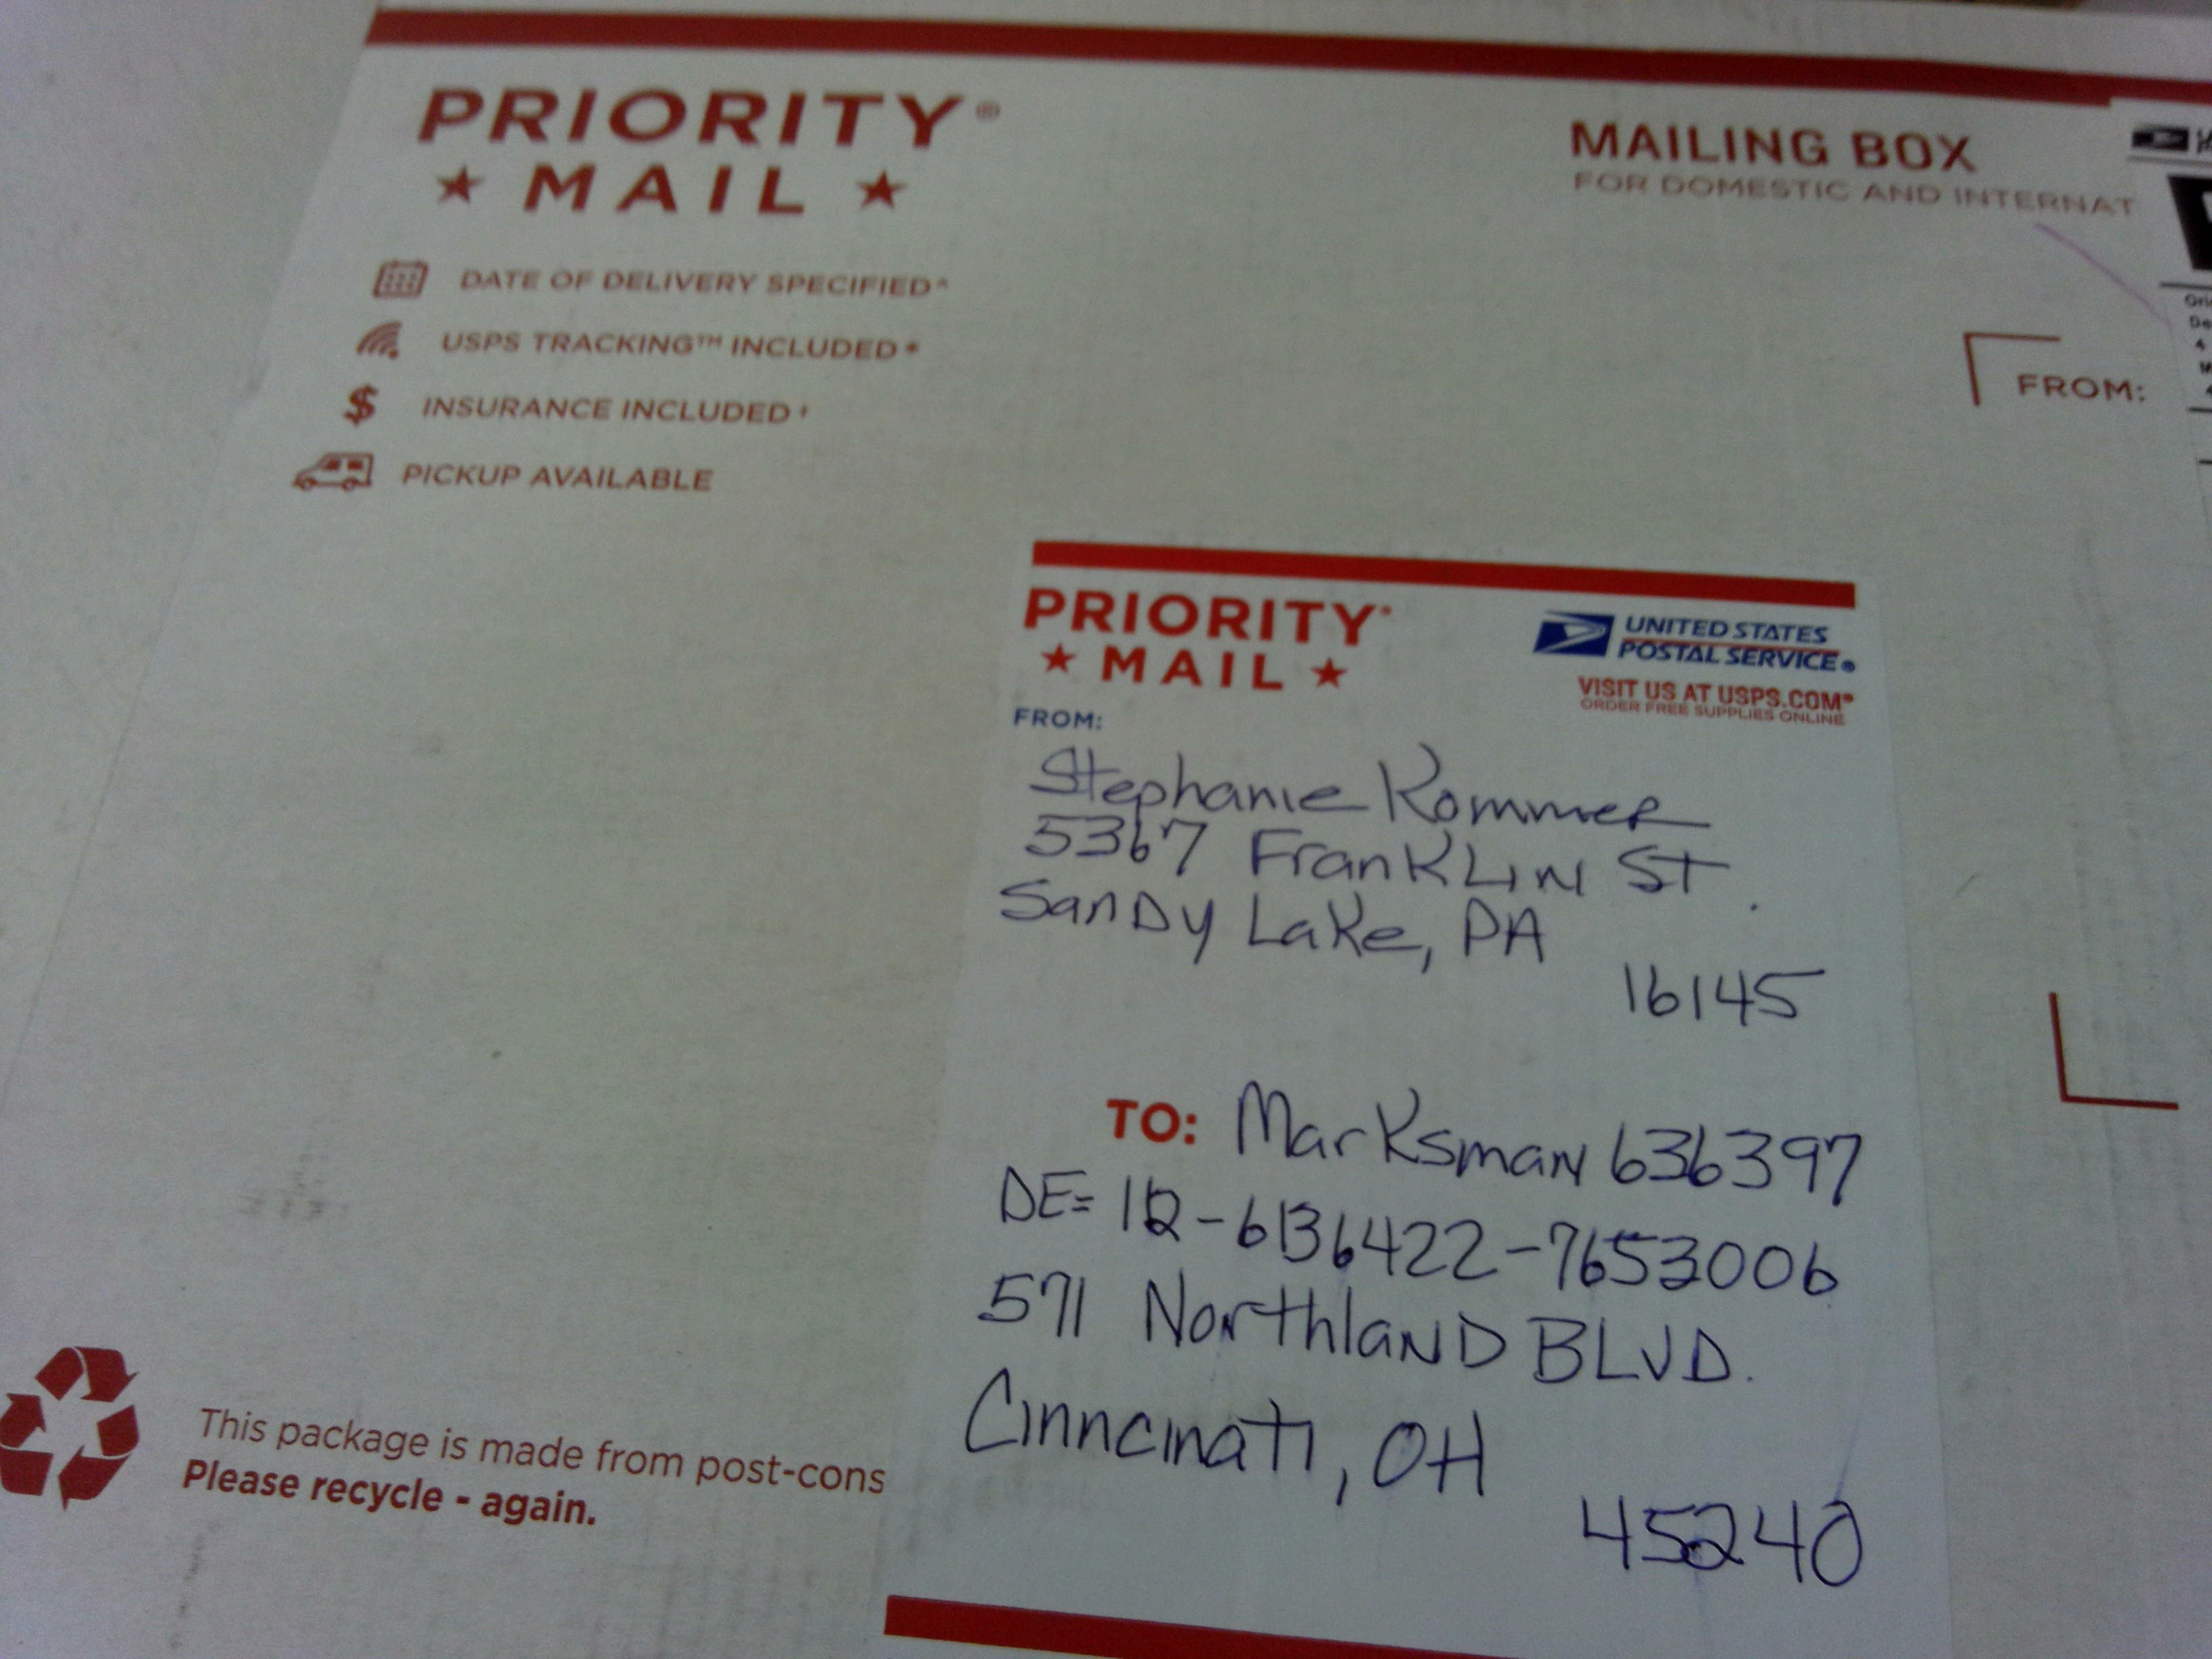 PRIORITY®
★ MAIL ★
MAILING BOX
FOR DOMESTIC AND INTERNAT
DATE OF DELIVERY SPECIFIED^
USPS TRACKING™ INCLUDED*
$ INSURANCE INCLUDED†
PICKUP AVAILABLE
FROM:
PRIORITY®
★ MAIL ★
UNITED STATES
POSTAL SERVICE®
VISIT US AT USPS.COM®
ORDER FREE SUPPLIES ONLINE
FROM:
Stephanie Kommer
5367 Franklin ST.
Sandy Lake, PA
16145
TO: Marksman 636397
DE= 112-6136422-7653006
571 Northland BLVD.
Cinncinati, OH
45240
This package is made from post-cons
Please recycle - again.